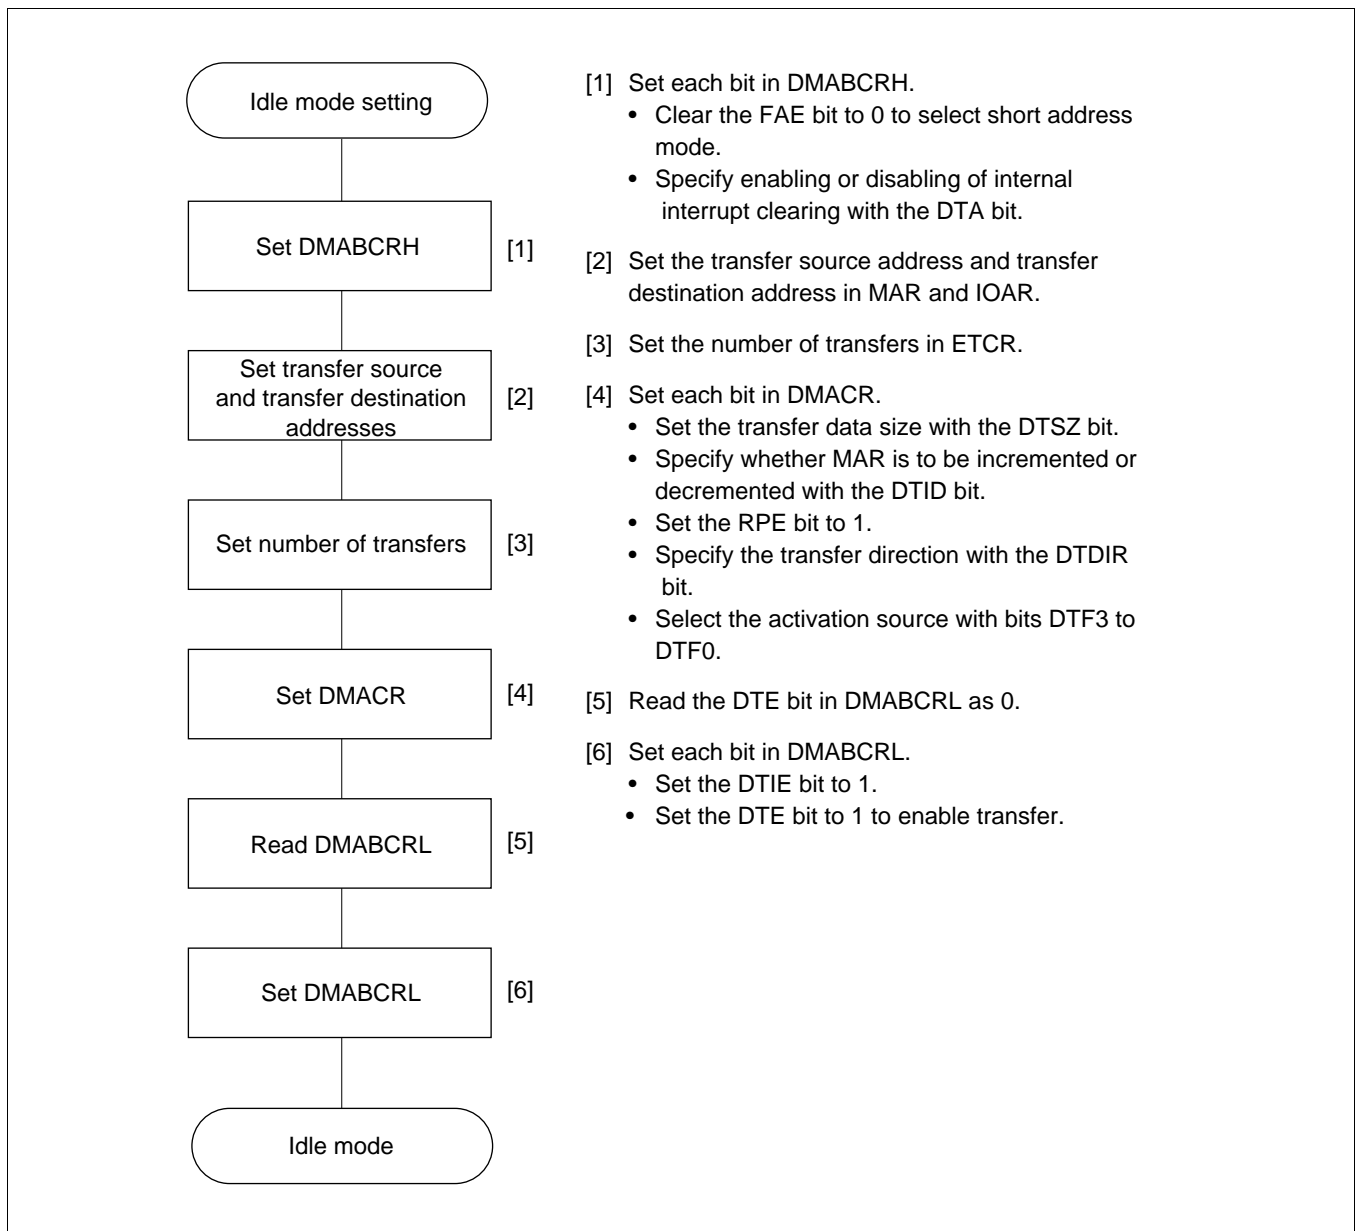 Idle mode setting
Set DMABCRH [1]
Set transfer source
and transfer destination
addresses
[2]
Set number of transfers [3]
Set DMACR [4]
Read DMABCRL [5]
Set DMABCRL [6]
Idle mode
[1] Set each bit in DMABCRH.
• Clear the FAE bit to 0 to select short address
mode.
• Specify enabling or disabling of internal
interrupt clearing with the DTA bit.
[2] Set the transfer source address and transfer
destination address in MAR and IOAR.
[3] Set the number of transfers in ETCR.
[4] Set each bit in DMACR.
• Set the transfer data size with the DTSZ bit.
• Specify whether MAR is to be incremented or
decremented with the DTID bit.
• Set the RPE bit to 1.
• Specify the transfer direction with the DTDIR
bit.
• Select the activation source with bits DTF3 to
DTF0.
[5] Read the DTE bit in DMABCRL as 0.
[6] Set each bit in DMABCRL.
• Set the DTIE bit to 1.
• Set the DTE bit to 1 to enable transfer.